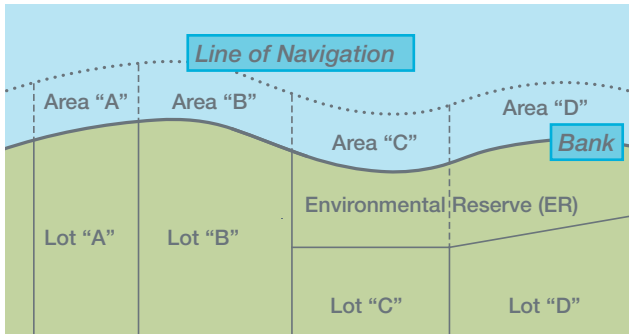 Line of Navigation
Area “A”
Area “B”
Area “D”
Area “C”
Bank
Environmental Reserve (ER)
Lot “A”
Lot “B”
Lot “C”
Lot “D”